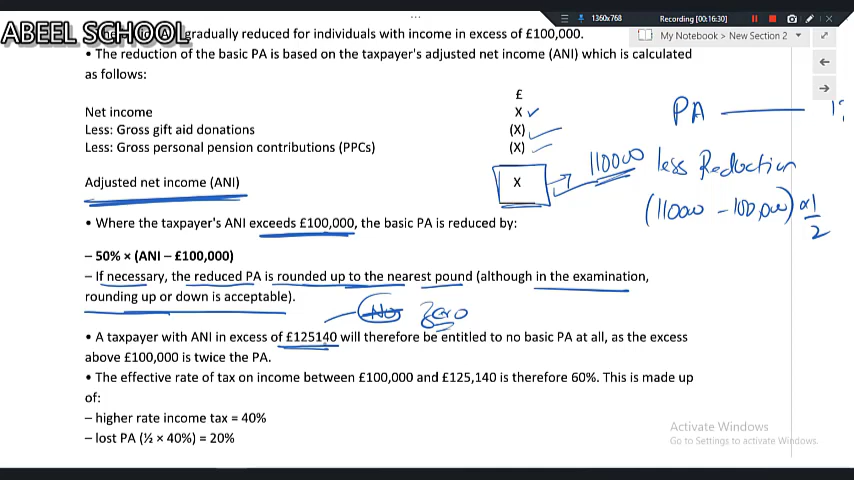 1360x768
Recording [00:16:30]
My Notebook > New Section 2
ABEEL SCHOOL
gradually reduced for individuals with income in excess of £100,000.
• The reduction of the basic PA is based on the taxpayer's adjusted net income (ANI) which is calculated
as follows:
£
Net income X
Less: Gross gift aid donations (X)
Less: Gross personal pension contributions (PPCs) (X)
Adjusted net income (ANI) X
PA
110000 less Reduction
(110000 - 100,000) x 1/2
• Where the taxpayer's ANI exceeds £100,000, the basic PA is reduced by:
– 50% × (ANI – £100,000)
– If necessary, the reduced PA is rounded up to the nearest pound (although in the examination,
rounding up or down is acceptable).
No zero
• A taxpayer with ANI in excess of £125140 will therefore be entitled to no basic PA at all, as the excess
above £100,000 is twice the PA.
• The effective rate of tax on income between £100,000 and £125,140 is therefore 60%. This is made up
of:
– higher rate income tax = 40%
– lost PA (½ × 40%) = 20%
Activate Windows
Go to Settings to activate Windows.